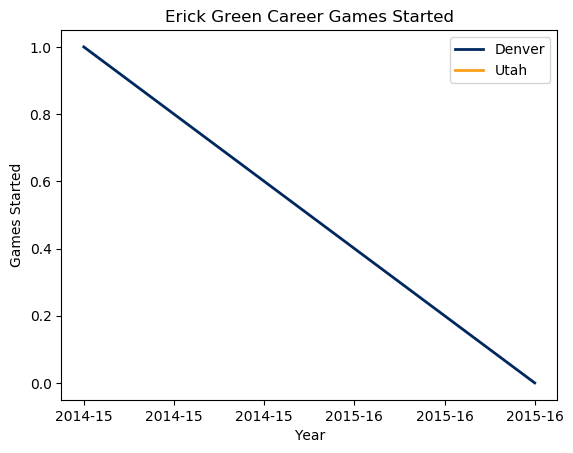 Erick Green Career Games Started
Denver
Utah
1.0
0.8
0.6
0.4
0.2
0.0
Games Started
2014-15 2014-15 2014-15 2015-16 2015-16 2015-16
Year